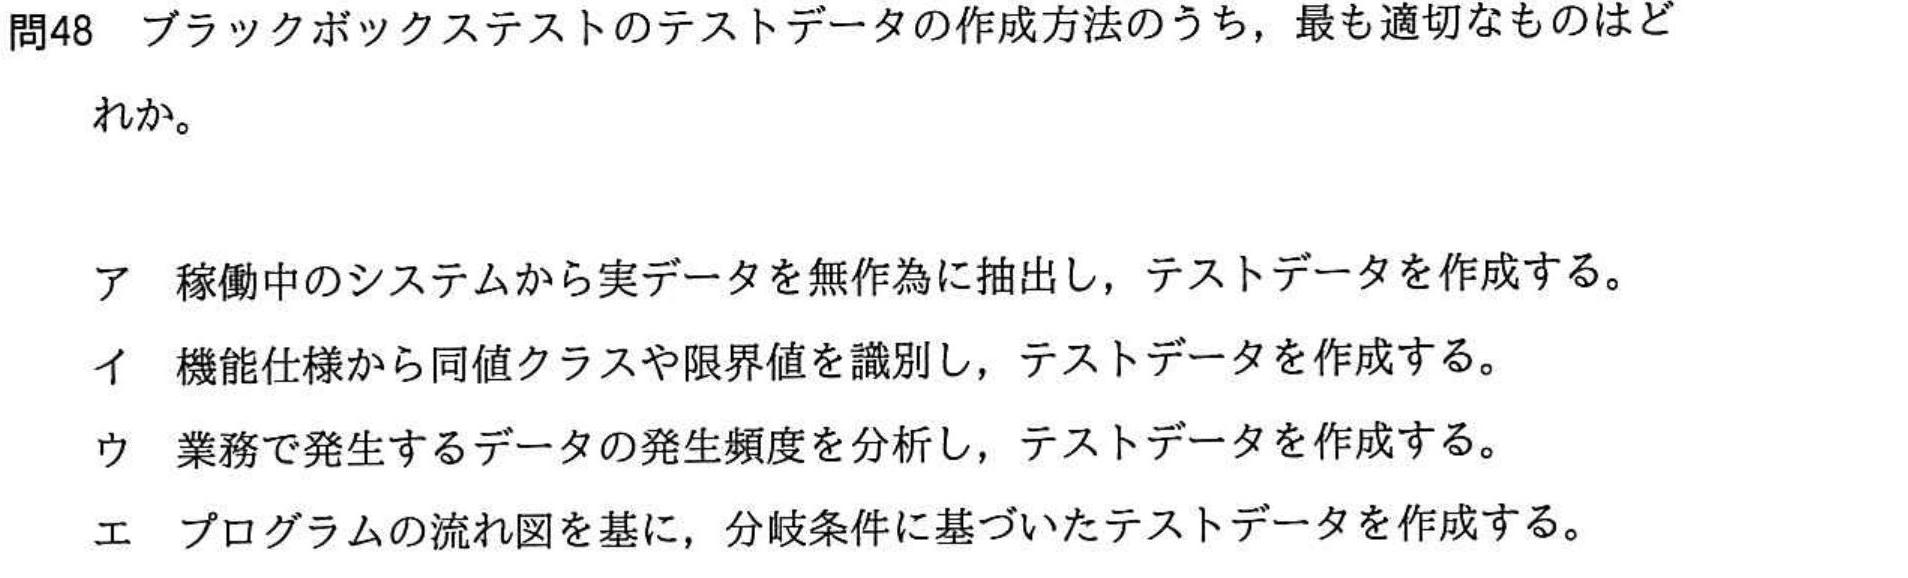 問48 ブラックボックステストのテストデータの作成方法のうち，最も適切なものはど
れか。
ア 稼働中のシステムから実データを無作為に抽出し，テストデータを作成する。
イ 機能仕様から同値クラスや限界値を識別し，テストデータを作成する。
ウ 業務で発生するデータの発生頻度を分析し，テストデータを作成する。
エ プログラムの流れ図を基に，分岐条件に基づいたテストデータを作成する。